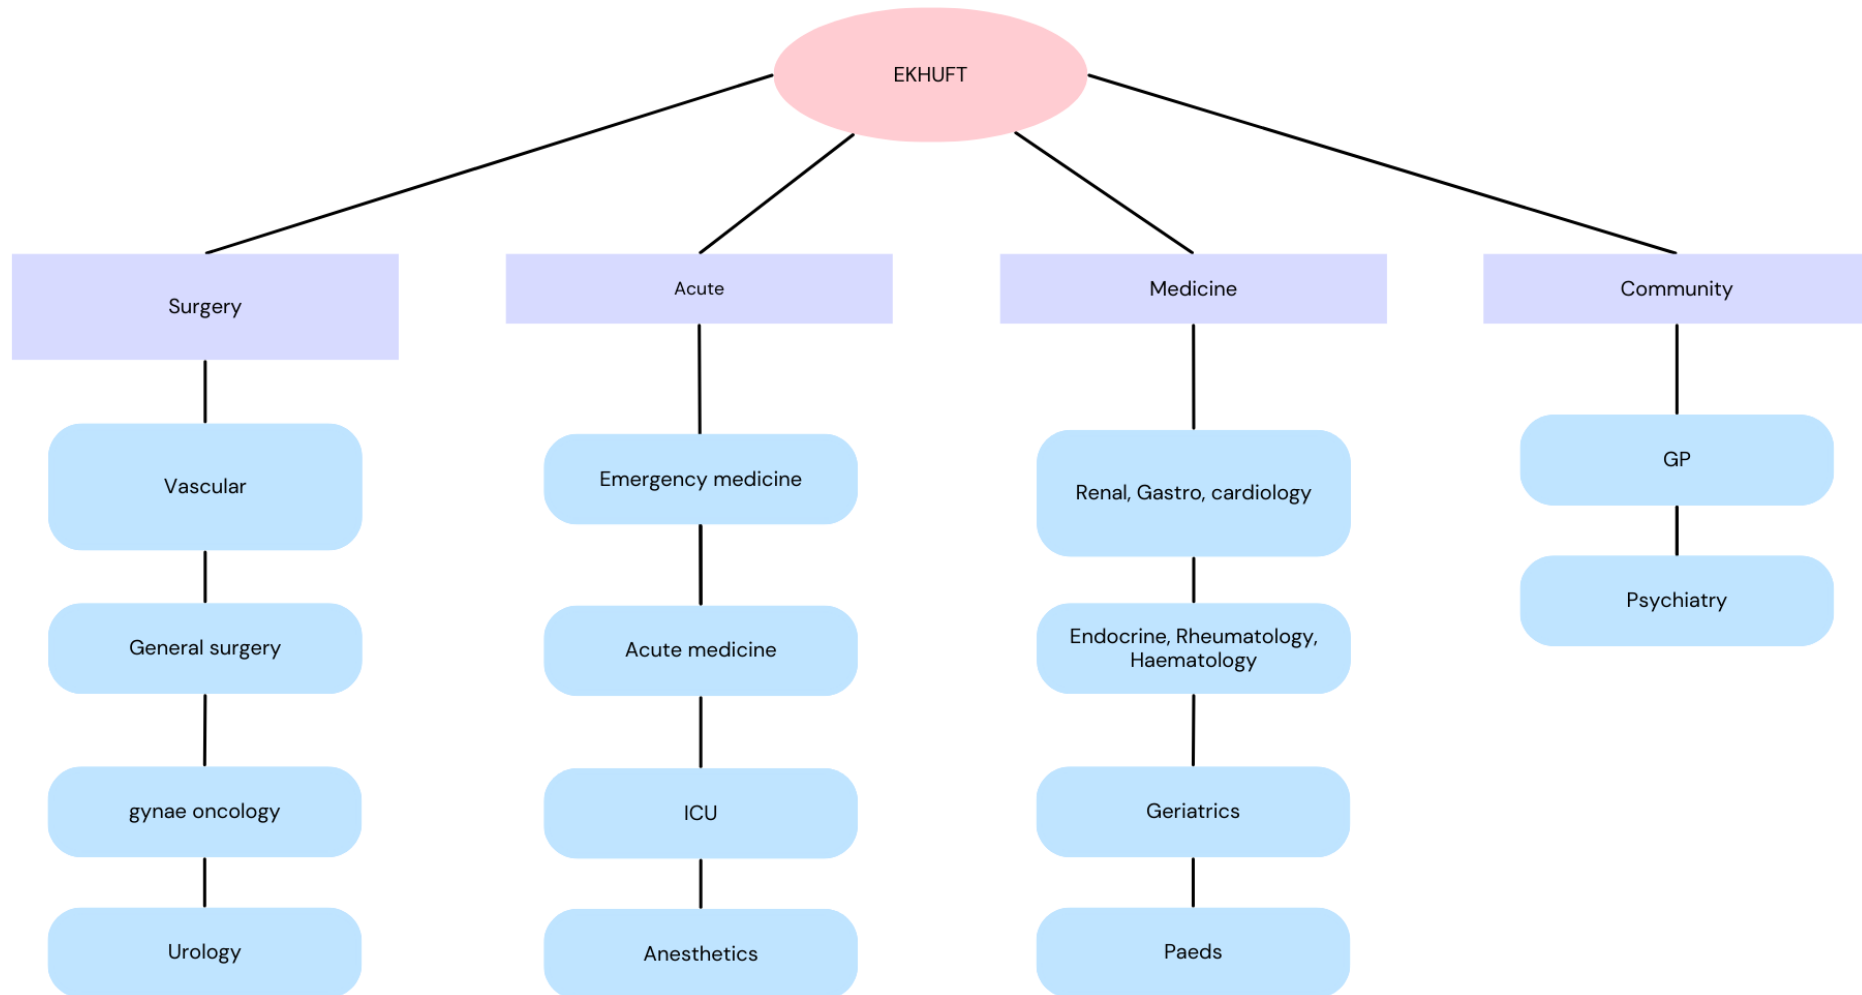 EKHUFT
Surgery
Acute
Medicine
Community
Vascular
Emergency medicine
Renal, Gastro, cardiology
GP
General surgery
Acute medicine
Endocrine, Rheumatology,
Haematology
Psychiatry
gynae oncology
ICU
Geriatrics
Urology
Anesthetics
Paeds